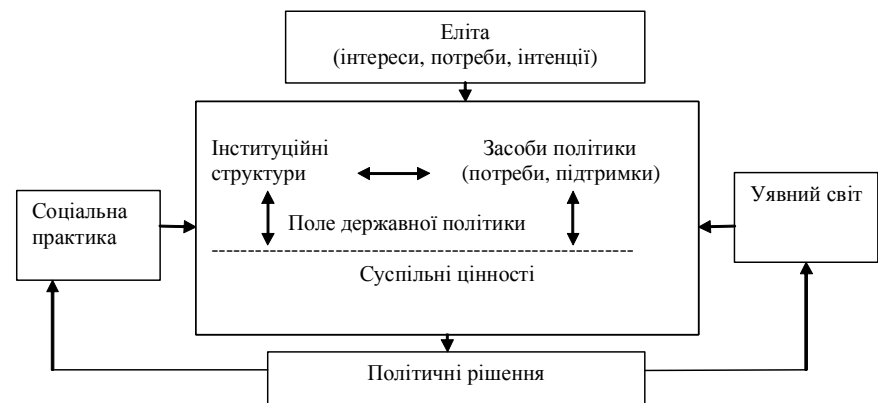 Еліта
(інтереси, потреби, інтенції)
Інституційні
структури
Засоби політики
(потреби, підтримки)
Соціальна
практика
Поле державної політики
Уявний світ
Суспільні цінності
Політичні рішення